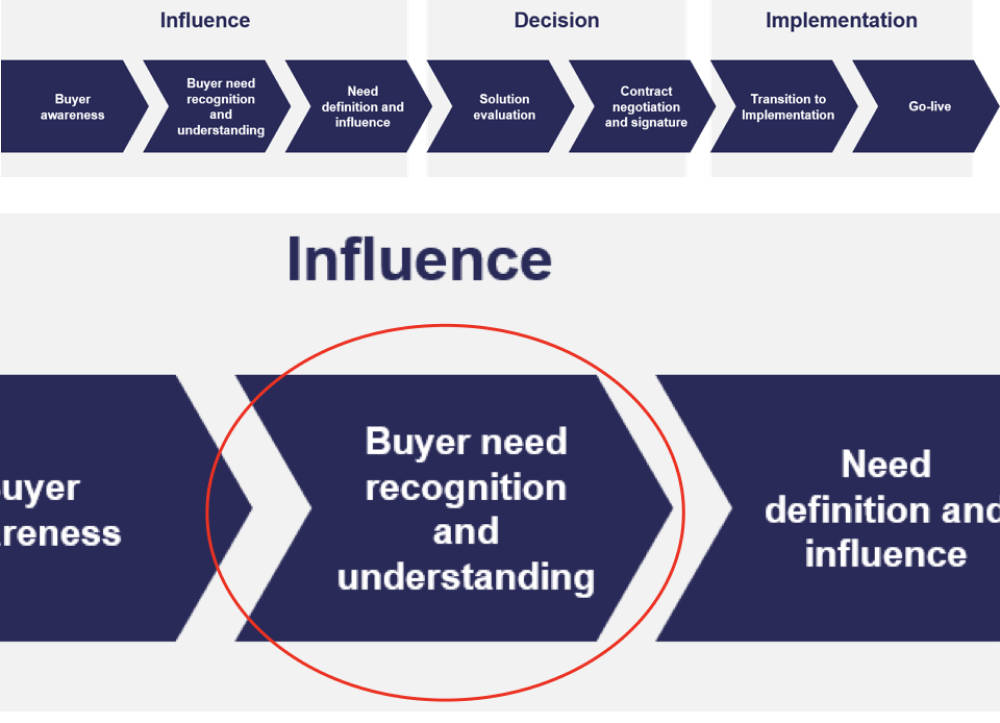 Influence
Decision
Implementation
Buyer
awareness
Buyer need
recognition
and
understanding
Need
definition and
influence
Solution
evaluation
Contract
negotiation
and signature
Transition to
Implementation
Go-live
Influence
uyer
reness
Buyer need
recognition
and
understanding
Need
definition and
influence